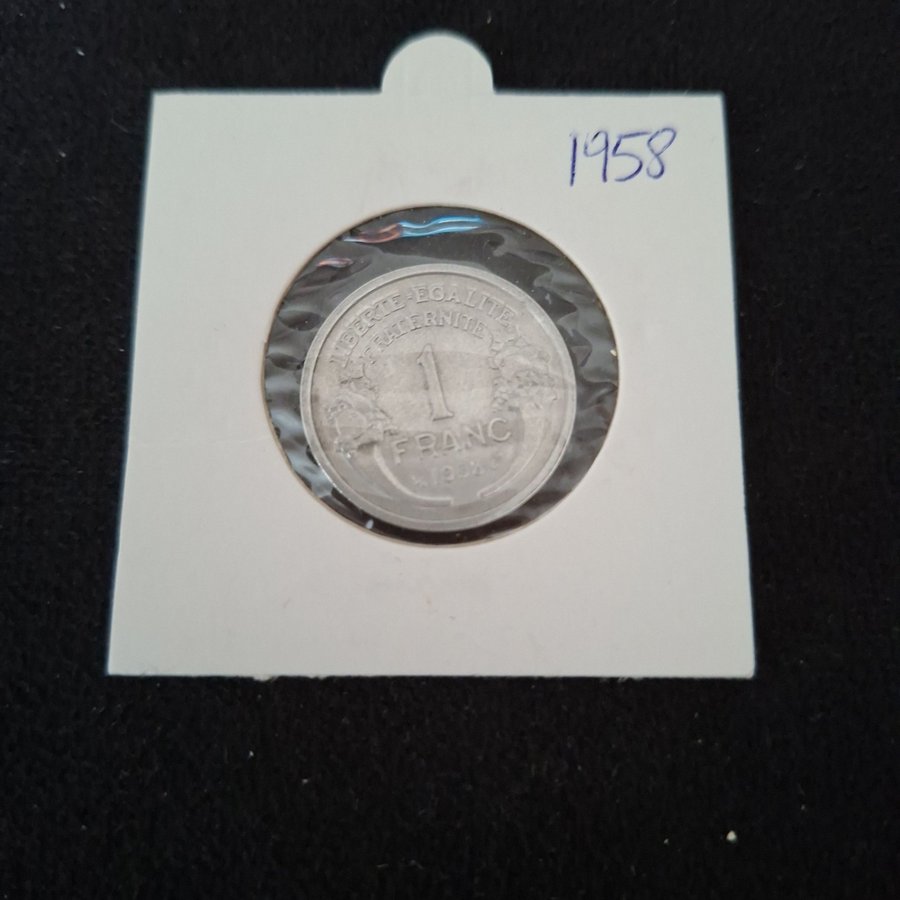 1958
LIBERTE-EGALITE
FRATERNITE
1
FRANC